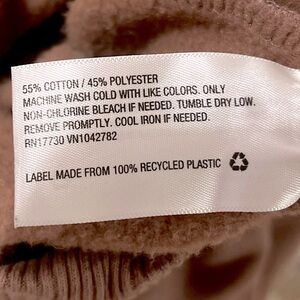 55% COTTON / 45% POLYESTER
MACHINE WASH COLD WITH LIKE COLORS. ONLY
NON-CHLORINE BLEACH IF NEEDED. TUMBLE DRY LOW.
REMOVE PROMPTLY. COOL IRON IF NEEDED.
RN17730 VN1042782
LABEL MADE FROM 100% RECYCLED PLASTIC